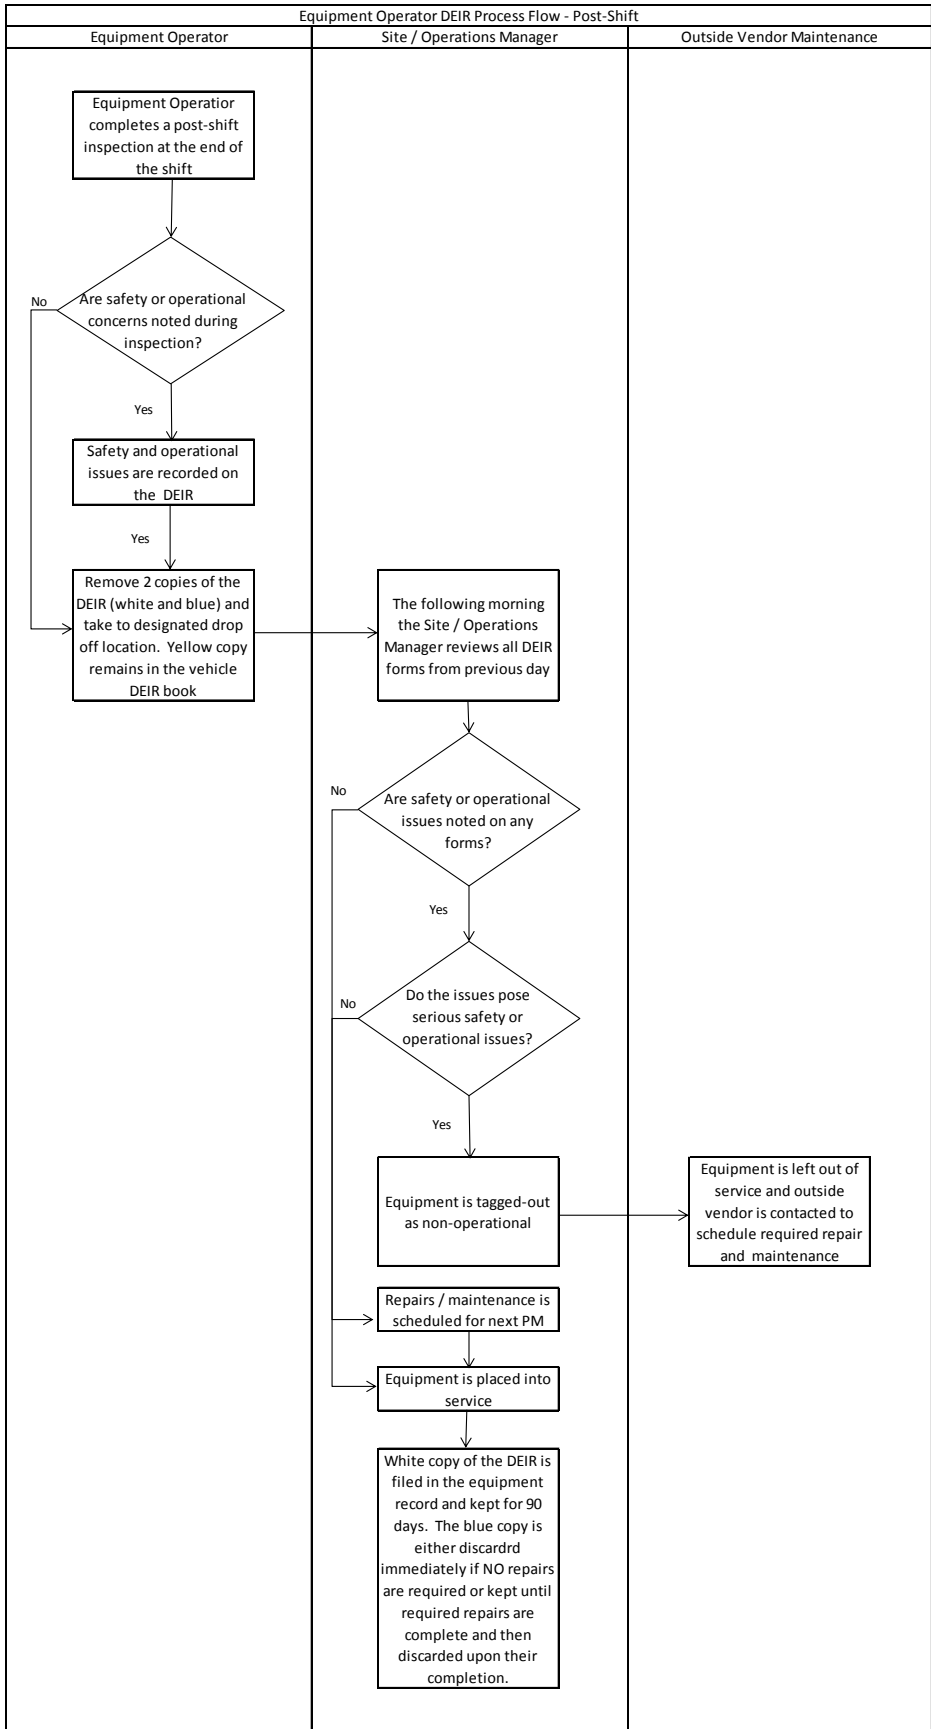 Equipment Operator DEIR Process Flow - Post-Shift
Equipment Operator
Site / Operations Manager
Outside Vendor Maintenance
Equipment Operatior
completes a post-shift
inspection at the end of
the shift
No
Are safety or operational
concerns noted during
inspection?
Yes
Safety and operational
issues are recorded on
the DEIR
Yes
Remove 2 copies of the
DEIR (white and blue) and
take to designated drop
off location. Yellow copy
remains in the vehicle
DEIR book
The following morning
the Site / Operations
Manager reviews all DEIR
forms from previous day
No
Are safety or operational
issues noted on any
forms?
Yes
No
Do the issues pose
serious safety or
operational issues?
Yes
Equipment is tagged-out
as non-operational
Equipment is left out of
service and outside
vendor is contacted to
schedule required repair
and maintenance
Repairs / maintenance is
scheduled for next PM
Equipment is placed into
service
White copy of the DEIR is
filed in the equipment
record and kept for 90
days. The blue copy is
either discardrd
immediately if NO repairs
are required or kept until
required repairs are
complete and then
discarded upon their
completion.